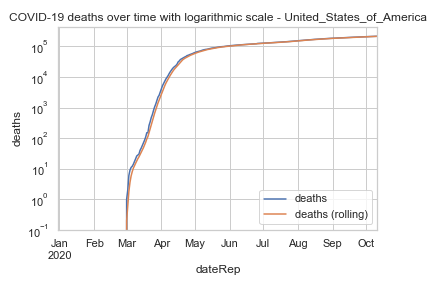 COVID-19 deaths over time with logarithmic scale - United_States_of_America
deaths
10^5
10^4
10^3
10^2
10^1
10^0
10^-1
deaths
deaths (rolling)
Jan Feb Mar Apr May Jun Jul Aug Sep Oct
2020
dateRep